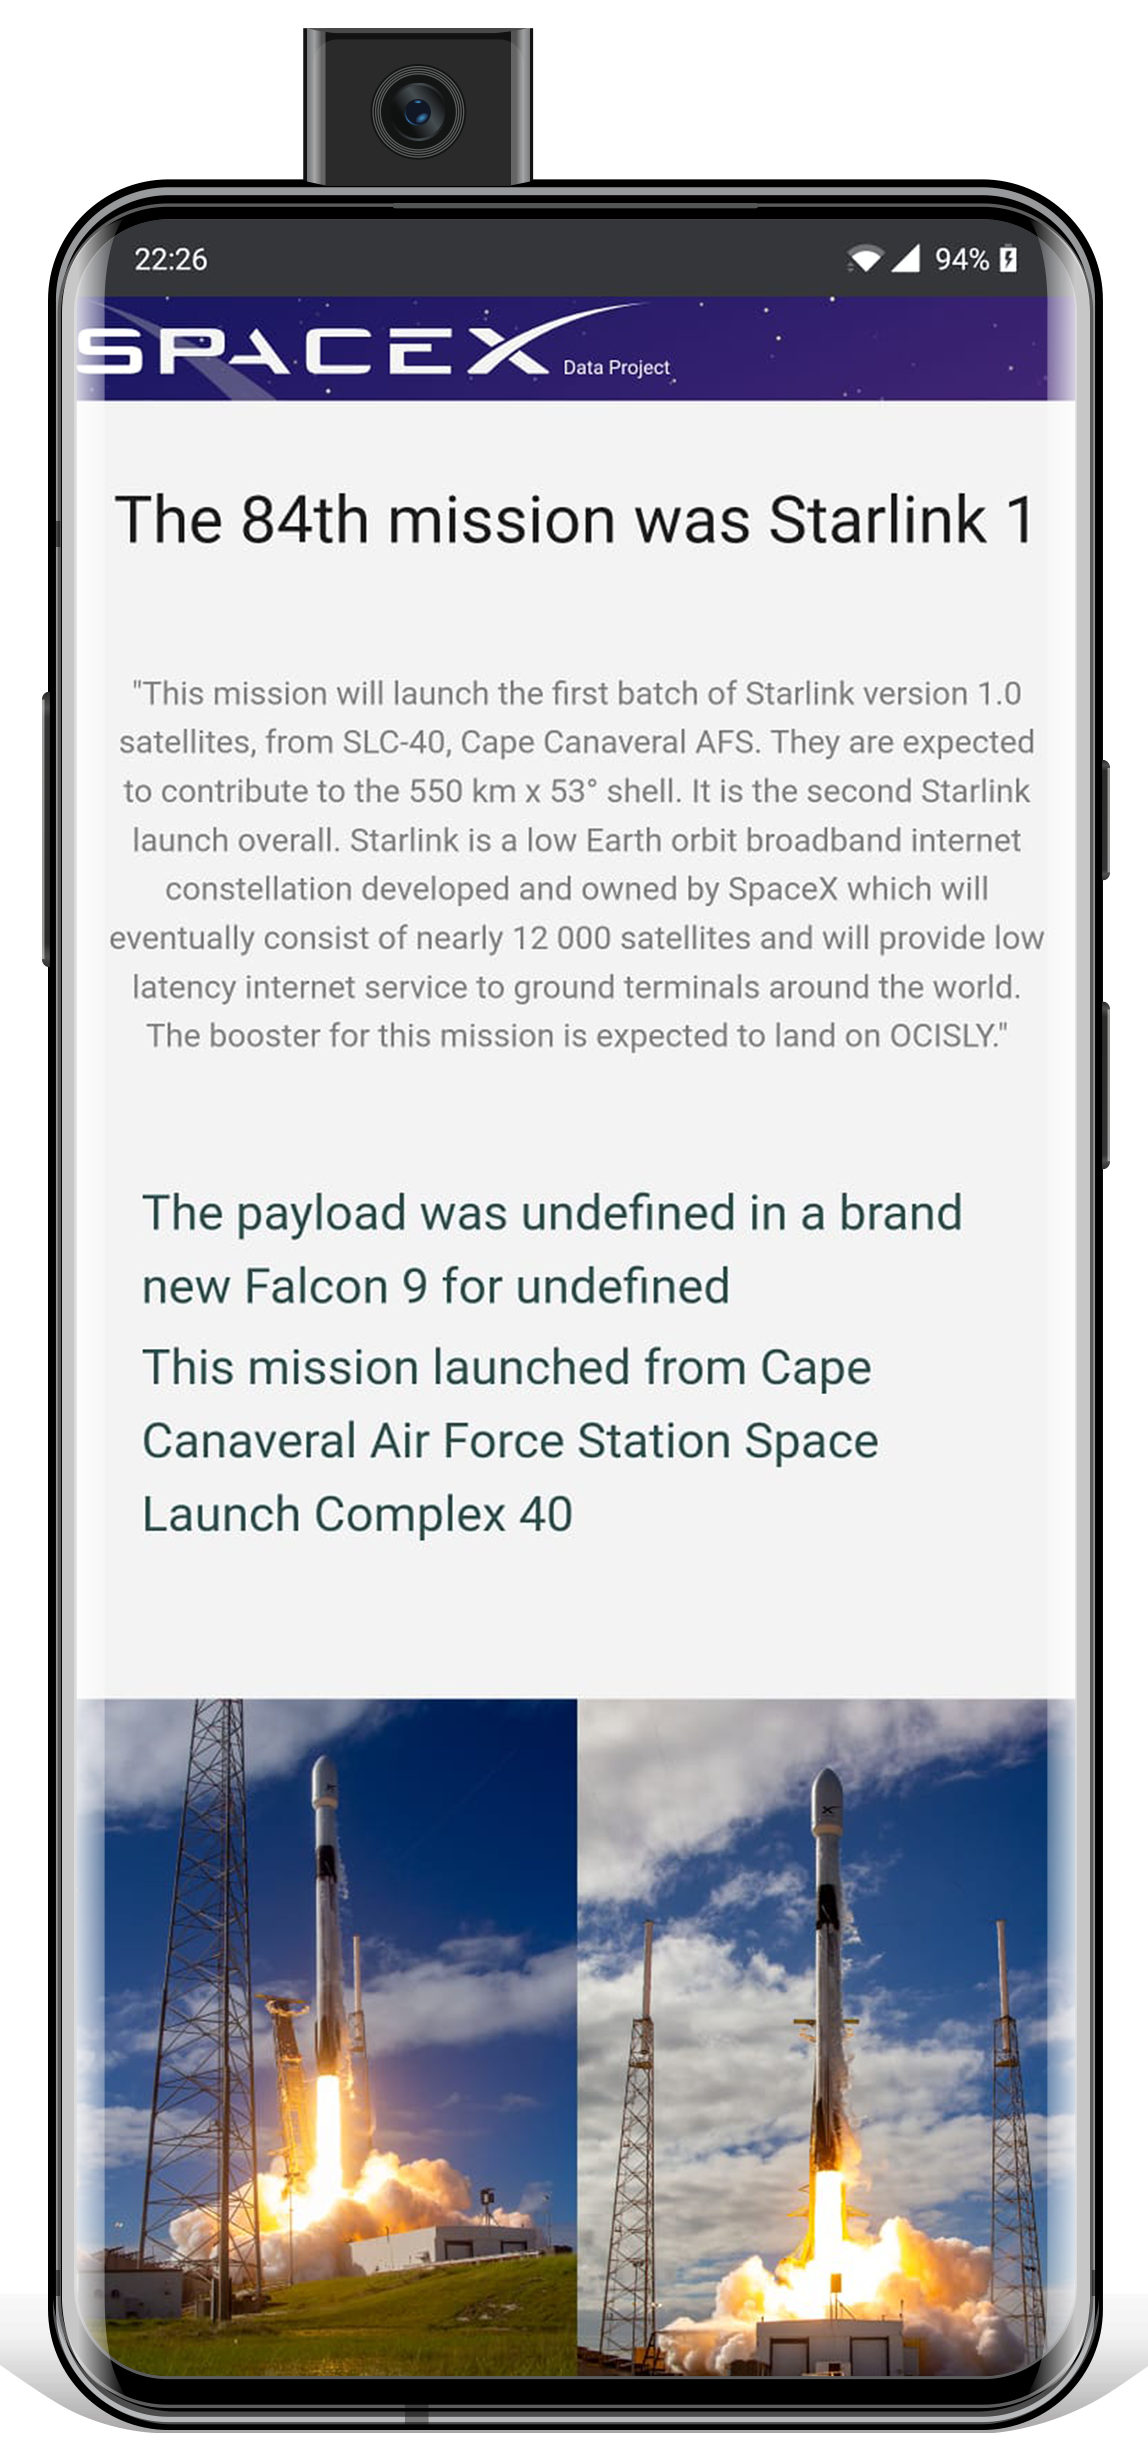 22:26 94%
SPACEX Data Project
The 84th mission was Starlink 1
"This mission will launch the first batch of Starlink version 1.0
satellites, from SLC-40, Cape Canaveral AFS. They are expected
to contribute to the 550 km x 53° shell. It is the second Starlink
launch overall. Starlink is a low Earth orbit broadband internet
constellation developed and owned by SpaceX which will
eventually consist of nearly 12 000 satellites and will provide low
latency internet service to ground terminals around the world.
The booster for this mission is expected to land on OCISLY."
The payload was undefined in a brand
new Falcon 9 for undefined
This mission launched from Cape
Canaveral Air Force Station Space
Launch Complex 40